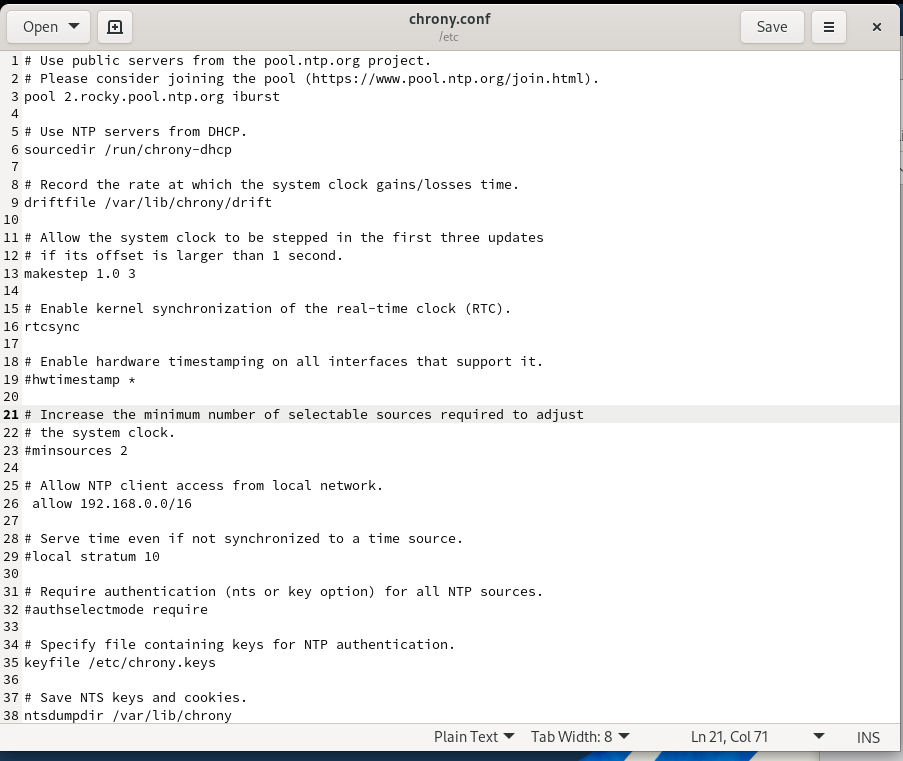 Open
chrony.conf
/etc
Save
1 # Use public servers from the pool.ntp.org project.
2 # Please consider joining the pool (https://www.pool.ntp.org/join.html).
3 pool 2.rocky.pool.ntp.org iburst
4
5 # Use NTP servers from DHCP.
6 sourcedir /run/chrony-dhcp
7
8 # Record the rate at which the system clock gains/losses time.
9 driftfile /var/lib/chrony/drift
10
11 # Allow the system clock to be stepped in the first three updates
12 # if its offset is larger than 1 second.
13 makestep 1.0 3
14
15 # Enable kernel synchronization of the real-time clock (RTC).
16 rtcsync
17
18 # Enable hardware timestamping on all interfaces that support it.
19 #hwtimestamp *
20
21 # Increase the minimum number of selectable sources required to adjust
22 # the system clock.
23 #minsources 2
24
25 # Allow NTP client access from local network.
26  allow 192.168.0.0/16
27
28 # Serve time even if not synchronized to a time source.
29 #local stratum 10
30
31 # Require authentication (nts or key option) for all NTP sources.
32 #authselectmode require
33
34 # Specify file containing keys for NTP authentication.
35 keyfile /etc/chrony.keys
36
37 # Save NTS keys and cookies.
38 ntsdumpdir /var/lib/chrony
Plain Text Tab Width: 8 Ln 21, Col 71 INS